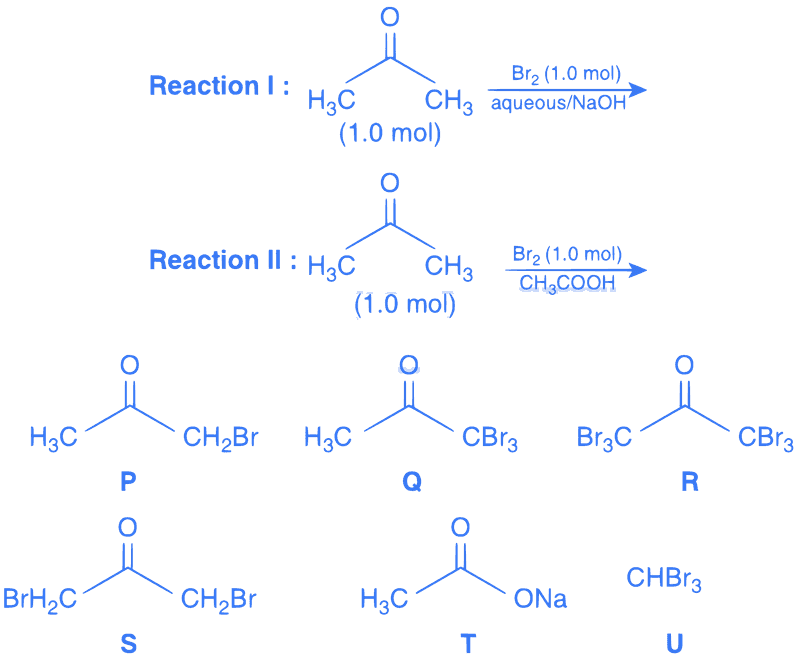 O
Reaction I : H₃C CH₃ Br₂ (1.0 mol)
aqueous/NaOH
(1.0 mol)
O
Reaction II : H₃C CH₃ Br₂ (1.0 mol)
CH₃COOH
(1.0 mol)
O O O
H₃C CH₂Br H₃C CBr₃ Br₃C CBr₃
P Q R
O O
BrH₂C CH₂Br H₃C ONa CHBr₃
S T U